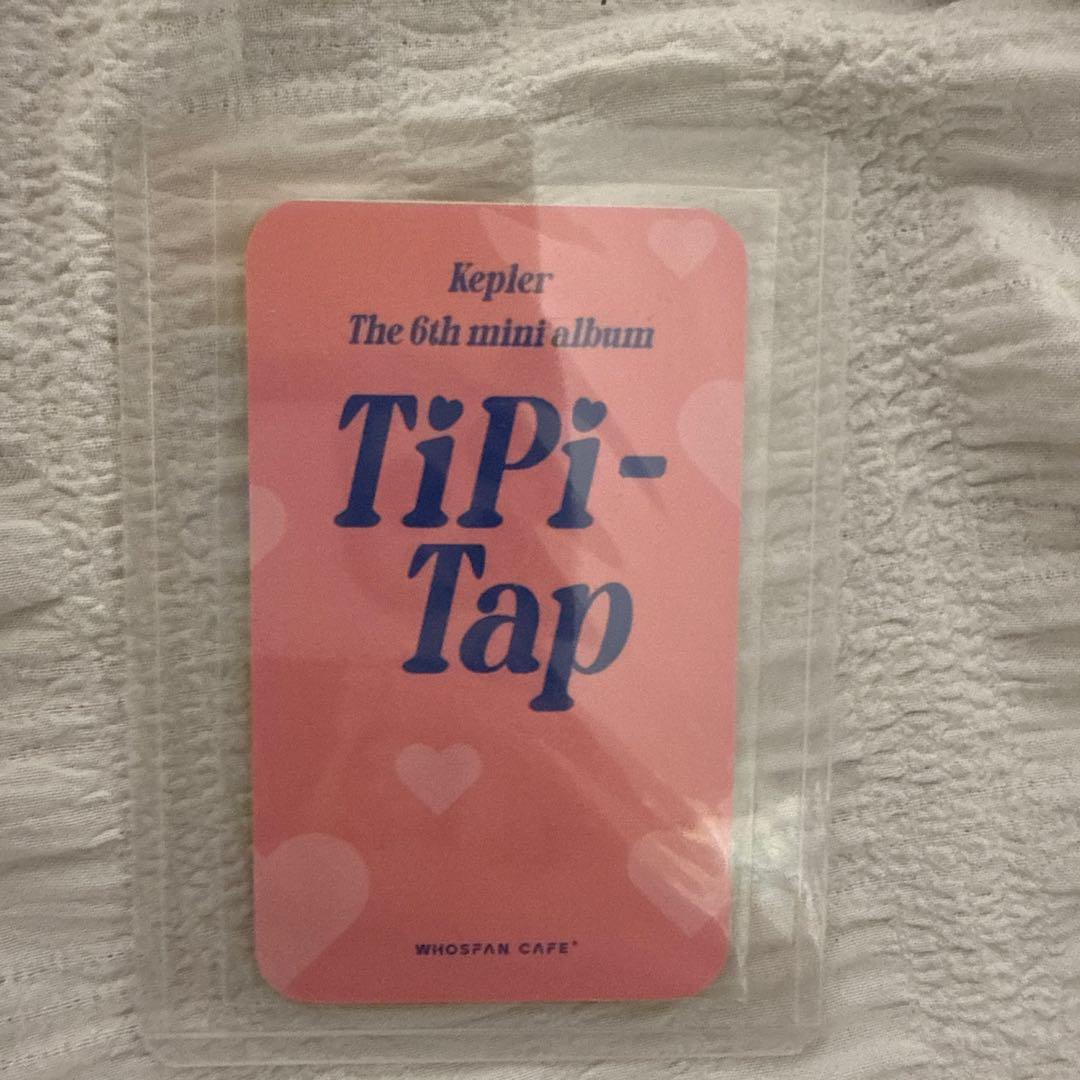 Kepler
The 6th mini album
TiPi-
Tap
WHOSFAN CAFE